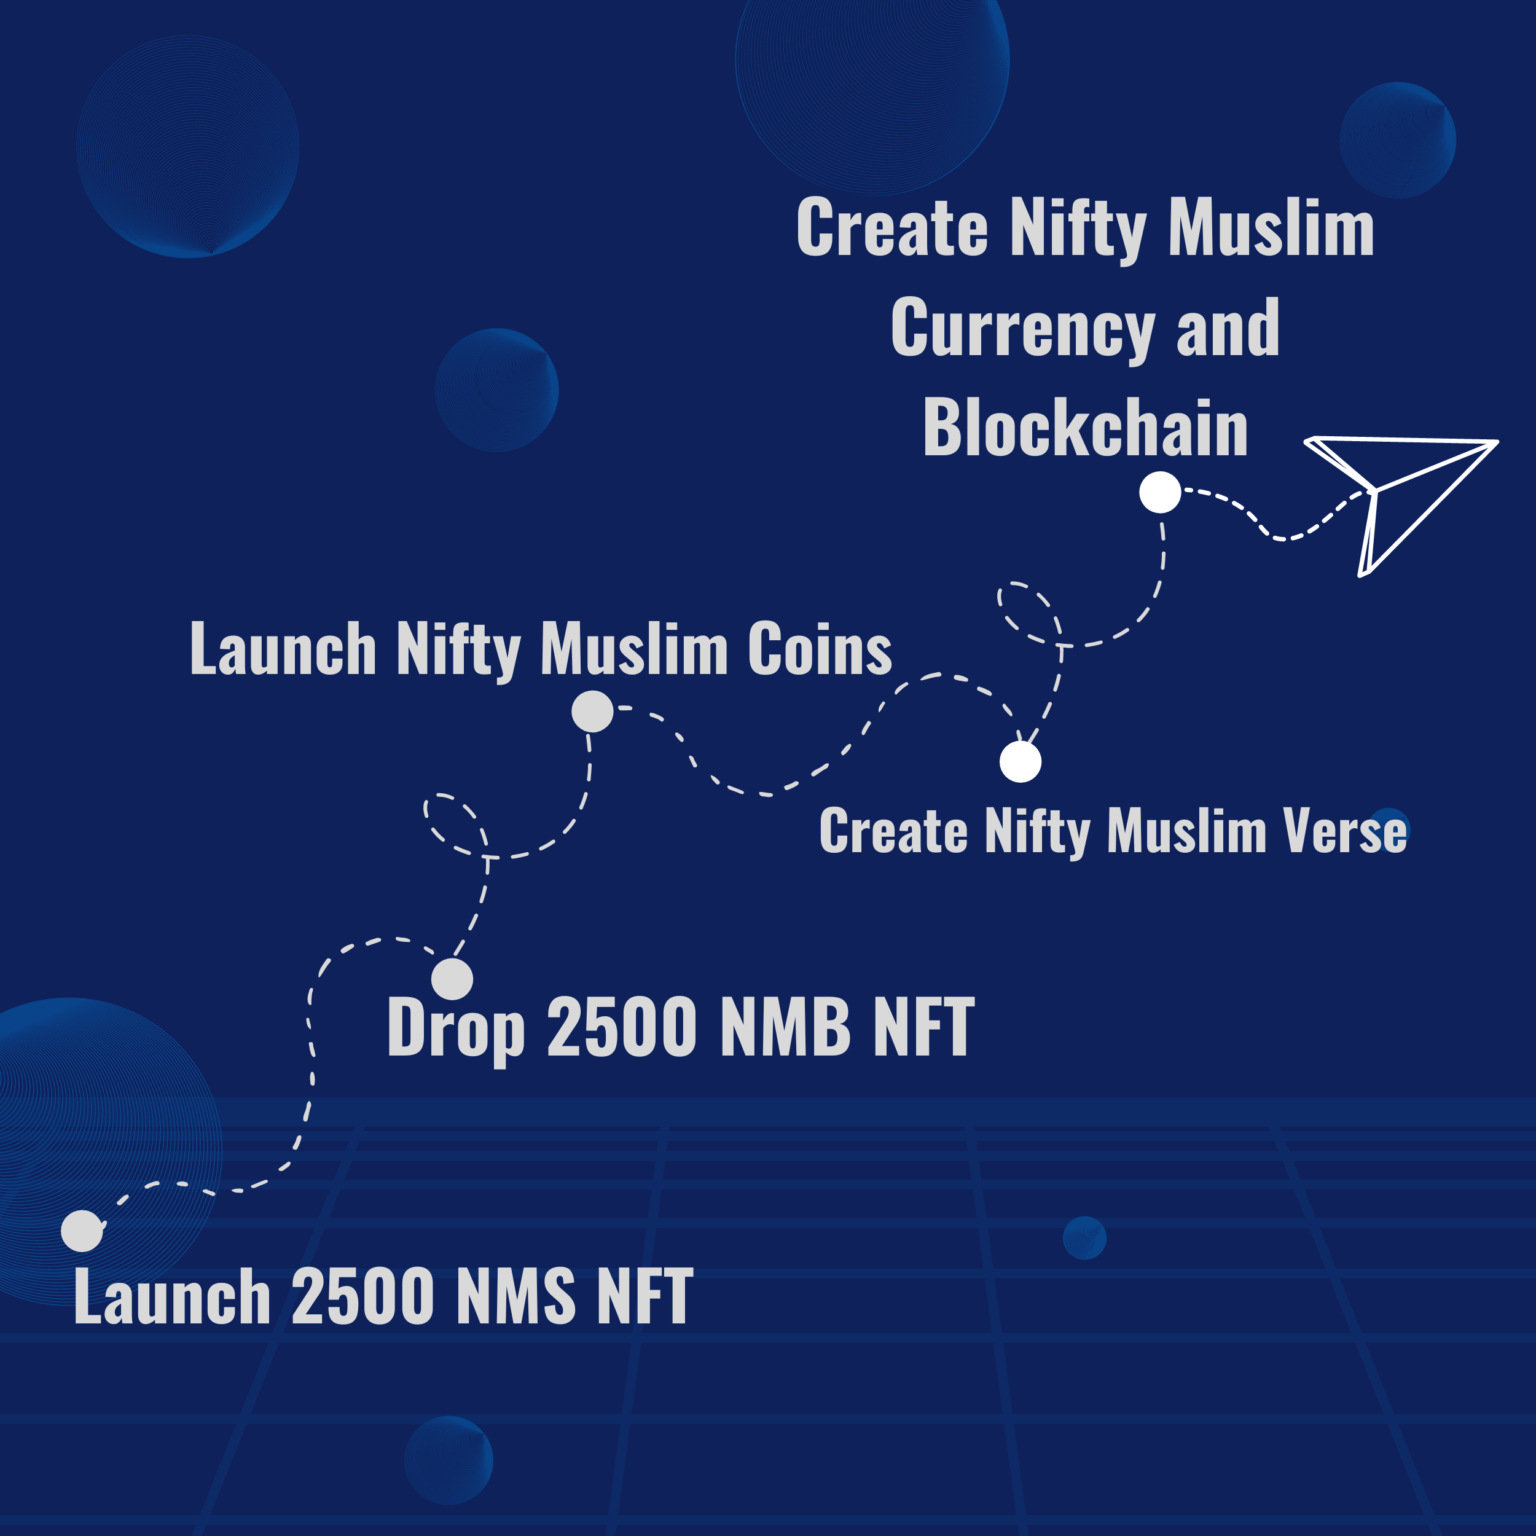 Create Nifty Muslim
Currency and
Blockchain
Launch Nifty Muslim Coins
Create Nifty Muslim Verse
Drop 2500 NMB NFT
Launch 2500 NMS NFT